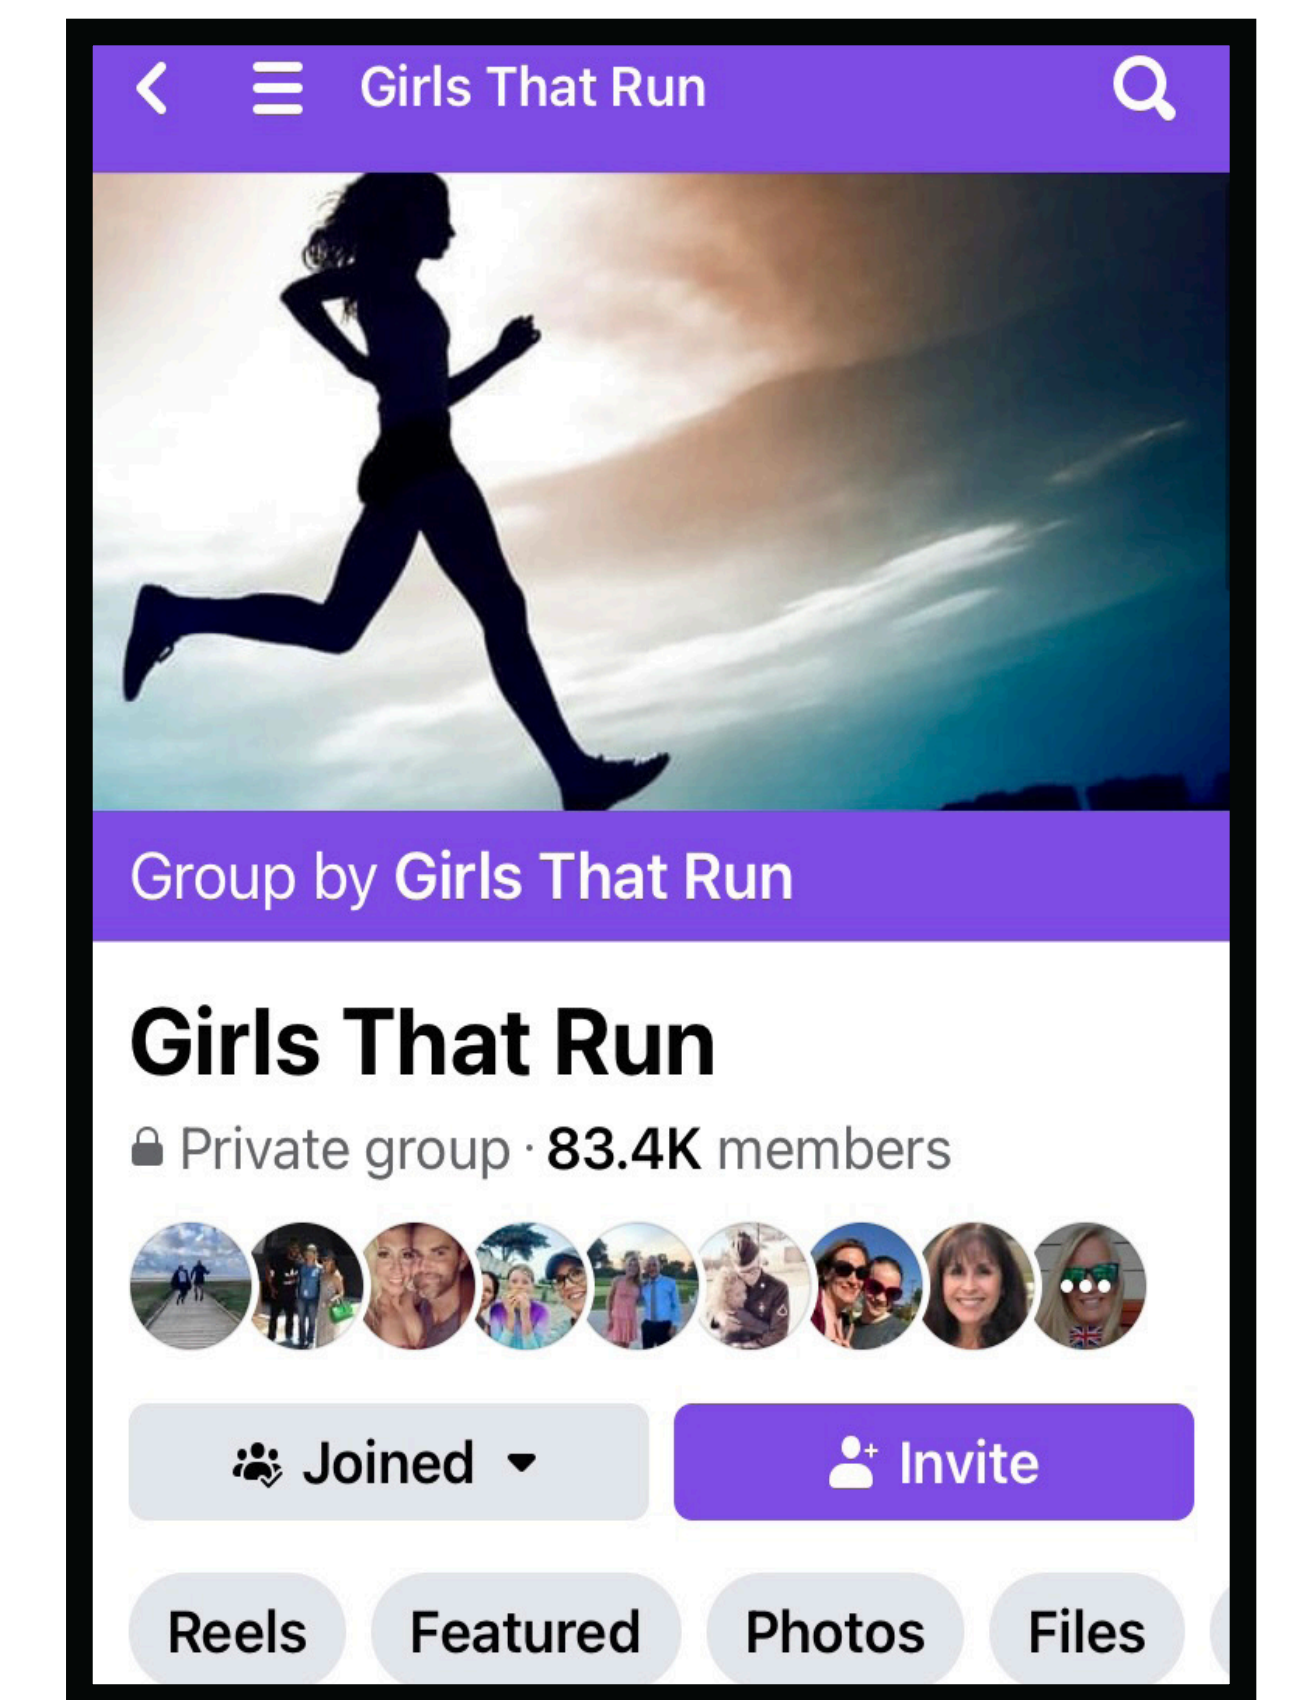 Girls That Run
Group by Girls That Run
Girls That Run
Private group · 83.4K members
Joined
Invite
Reels
Featured
Photos
Files